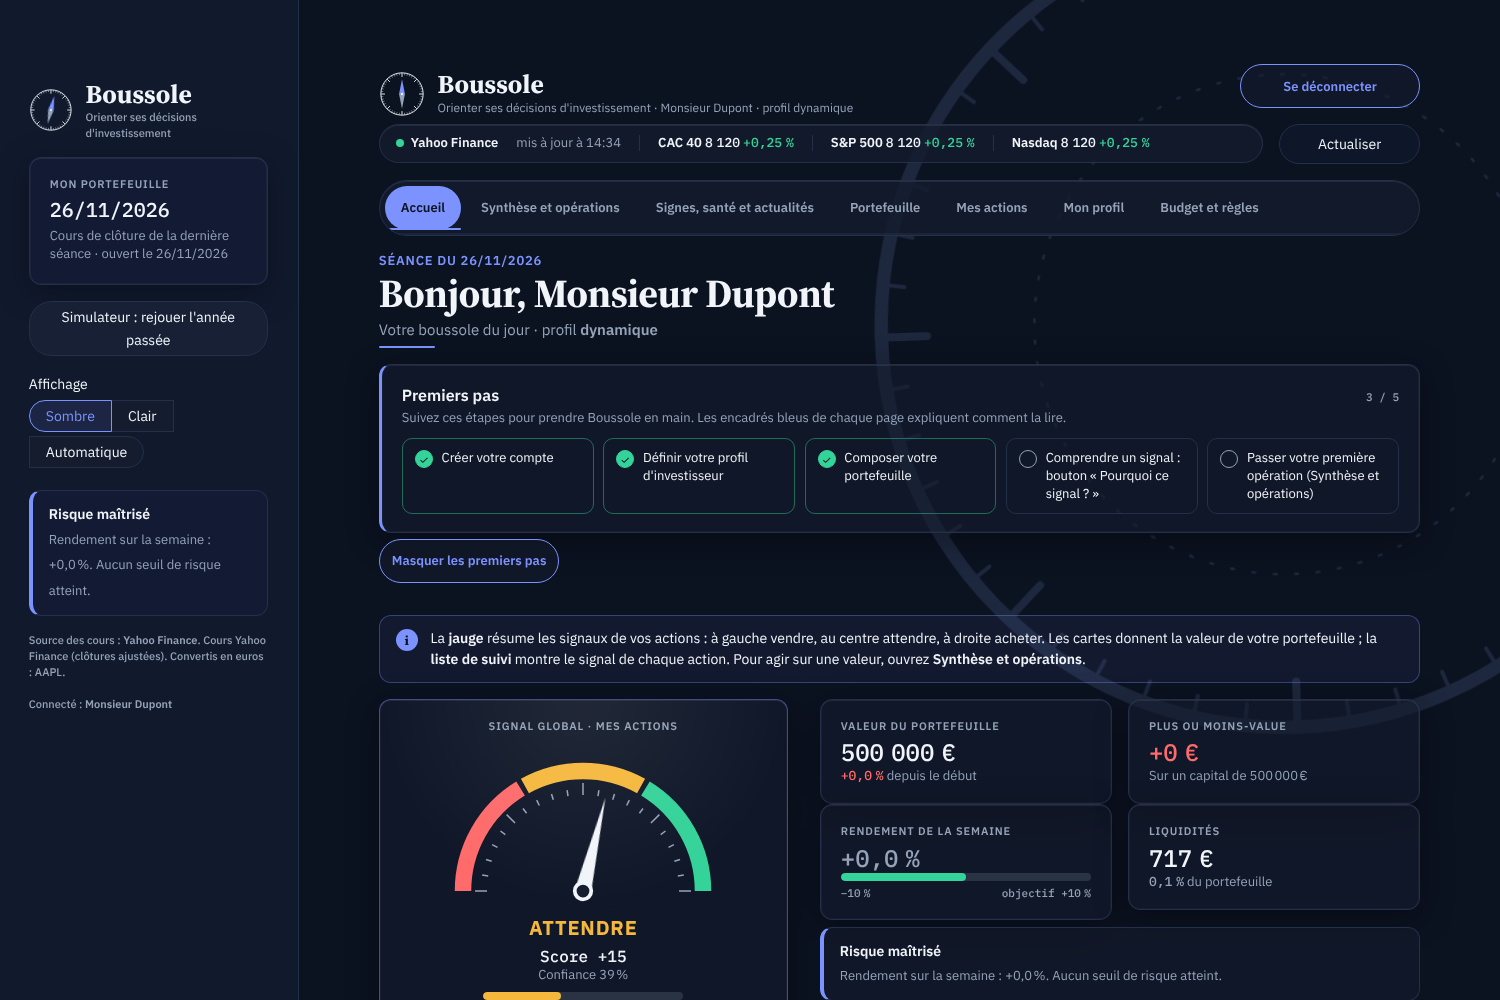 Boussole
Orienter ses décisions
d'investissement
MON PORTEFEUILLE
26/11/2026
Cours de clôture de la dernière
séance · ouvert le 26/11/2026
Simulateur : rejouer l'année
passée
Affichage
Sombre
Clair
Automatique
Risque maîtrisé
Rendement sur la semaine :
+0,0 %. Aucun seuil de risque
atteint.
Source des cours : Yahoo Finance. Cours Yahoo
Finance (clôtures ajustées). Convertis en euros
: AAPL.
Connecté : Monsieur Dupont
Boussole
Orienter ses décisions d'investissement · Monsieur Dupont · profil dynamique
Se déconnecter
Yahoo Finance mis à jour à 14:34 CAC 40 8 120 +0,25 % S&P 500 8 120 +0,25 % Nasdaq 8 120 +0,25 %
Actualiser
Accueil Synthèse et opérations Signes, santé et actualités Portefeuille Mes actions Mon profil Budget et règles
SÉANCE DU 26/11/2026
Bonjour, Monsieur Dupont
Votre boussole du jour · profil dynamique
Premiers pas
3 / 5
Suivez ces étapes pour prendre Boussole en main. Les encadrés bleus de chaque page expliquent comment la lire.
Créer votre compte
Définir votre profil
d'investisseur
Composer votre
portefeuille
Comprendre un signal :
bouton « Pourquoi ce
signal ? »
Passer votre première
opération (Synthèse et
opérations)
Masquer les premiers pas
i
La jauge résume les signaux de vos actions : à gauche vendre, au centre attendre, à droite acheter. Les cartes donnent la valeur de votre portefeuille ; la
liste de suivi montre le signal de chaque action. Pour agir sur une valeur, ouvrez Synthèse et opérations.
SIGNAL GLOBAL · MES ACTIONS
ATTENDRE
Score +15
Confiance 39 %
VALEUR DU PORTEFEUILLE
500 000 €
+0,0 % depuis le début
PLUS OU MOINS-VALUE
+0 €
Sur un capital de 500 000 €
RENDEMENT DE LA SEMAINE
+0,0 %
−10 %
objectif +10 %
LIQUIDITÉS
717 €
0,1 % du portefeuille
Risque maîtrisé
Rendement sur la semaine : +0,0 %. Aucun seuil de risque atteint.